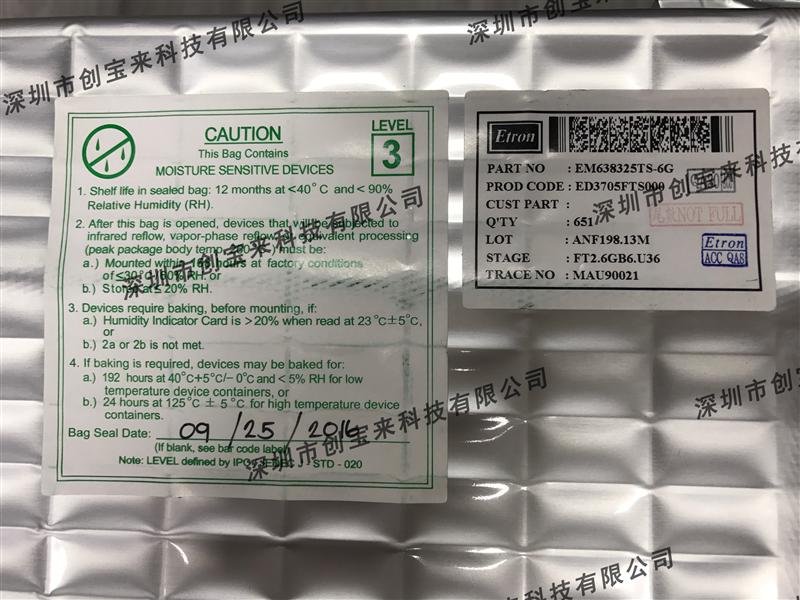 深圳市创宝来科技有限公司
深圳市创宝来科技有限公司
CAUTION
This Bag Contains
MOISTURE SENSITIVE DEVICES
LEVEL
3
1. Shelf life in sealed bag: 12 months at <40°C and < 90%
Relative Humidity (RH).
2. After this bag is opened, devices that will be subjected to
infrared reflow, vapor-phase reflow, or equivalent processing
(peak package body temp. must be:
a.) Mounted within 168 hours at factory conditions
of ≤30°C/60% RH or
b.) Stored at ≤ 20% RH.
3. Devices require baking, before mounting, if:
a.) Humidity Indicator Card is > 20% when read at 23°C±5°C,
or
b.) 2a or 2b is not met.
4. If baking is required, devices may be baked for:
a.) 192 hours at 40°C+5°C/−0°C and < 5% RH for low
temperature device containers, or
b.) 24 hours at 125°C ± 5°C for high temperature device
containers.
Bag Seal Date: 09/25/2016
(If blank, see bar code label)
Note: LEVEL defined by STD - 020
Etron
PART NO : EM638325TS-6G
PROD CODE : ED3705FTS000
CUST PART :
Q'TY : 651
LOT : ANF198.13M
STAGE : FT2.6GB6.U36
TRACE NO : MAU90021
尾数NOT FULL
Etron
ACC QA8
深圳市创宝来科技有限公司
深圳市创宝来科技有限公司
深圳市创宝来科技有限公司
深圳市创宝来科技有限公司
深圳市创宝来科技有限公司